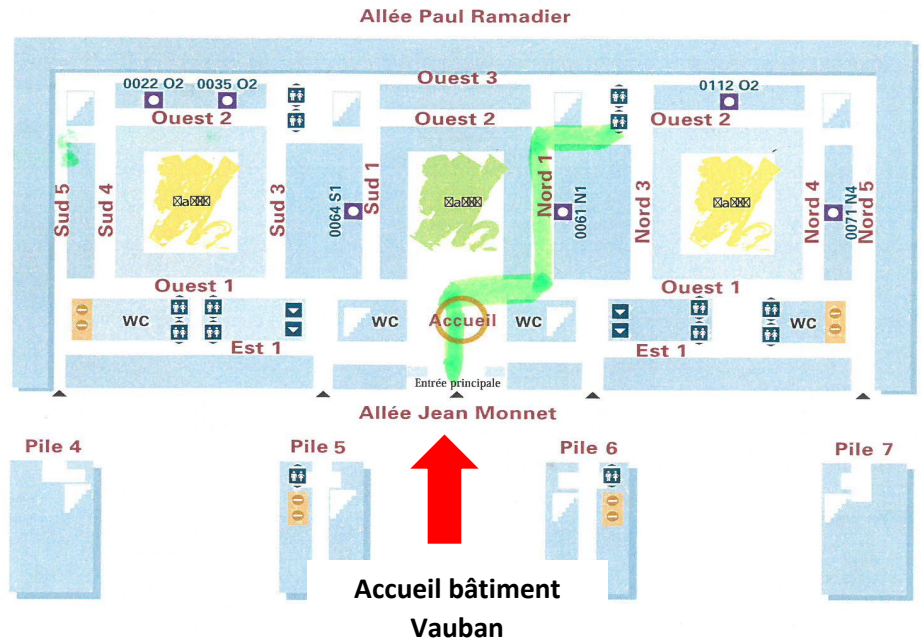 Allée Paul Ramadier
0022 O2 0035 O2 Ouest 3 0112 O2
Ouest 2 Ouest 2 Ouest 2
Sud 5
Sud 4
Sud 3
0064 S1
Sud 1
Nord 1
0061 N1
Nord 3
Nord 4
0071 N4
Nord 5
Ouest 1 Ouest 1
WC WC Accueil WC WC
Est 1 Est 1
Entrée principale
Allée Jean Monnet
Pile 4 Pile 5 Pile 6 Pile 7
Accueil bâtiment
Vauban